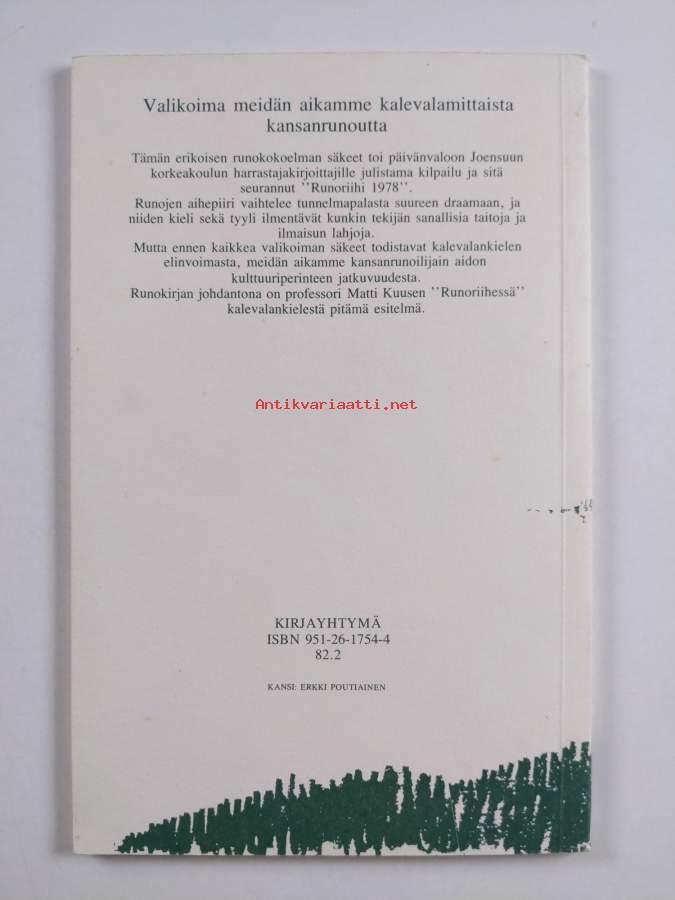 Valikoima meidän aikamme kalevalamittaista
kansanrunoutta
Tämän erikoisen runokokoelman säkeet toi päivänvaloon Joensuun
korkeakoulun harrastajakirjoittajille julistama kilpailu ja sitä
seurannut ''Runoriihi 1978''.
Runojen aihepiiri vaihtelee tunnelmapalasta suureen draamaan, ja
niiden kieli sekä tyyli ilmentävät kunkin tekijän sanallisia taitoja ja
ilmaisun lahjoja.
Mutta ennen kaikkea valikoiman säkeet todistavat kalevalankielen
elinvoimasta, meidän aikamme kansanrunoilijain aidon
kulttuuriperinteen jatkuvuudesta.
Runokirjan johdantona on professori Matti Kuusen ''Runoriihessä''
kalevalankielestä pitämä esitelmä.
Antikvariaatti.net
KIRJAYHTYMÄ
ISBN 951-26-1754-4
82.2
KANSI: ERKKI POUTIAINEN